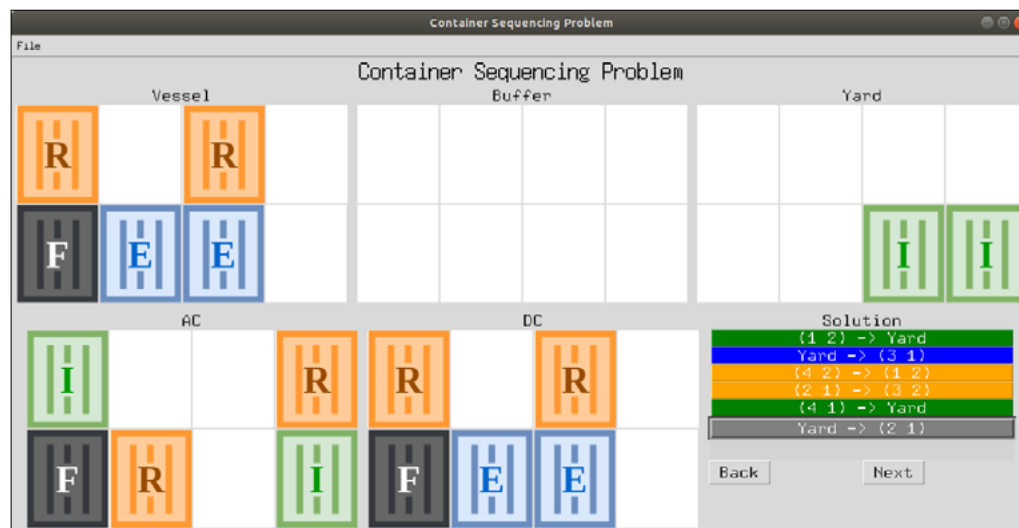 Container Sequencing Problem
File
Container Sequencing Problem
Vessel Buffer Yard
R R
F E E I I
AC DC Solution
(1 2) -> Yard
Yard -> (3 1)
(4 2) -> (1 2)
(2 1) -> (3 2)
(4 1) -> Yard
Yard -> (2 1)
I R R R
F R I F E E
Back Next